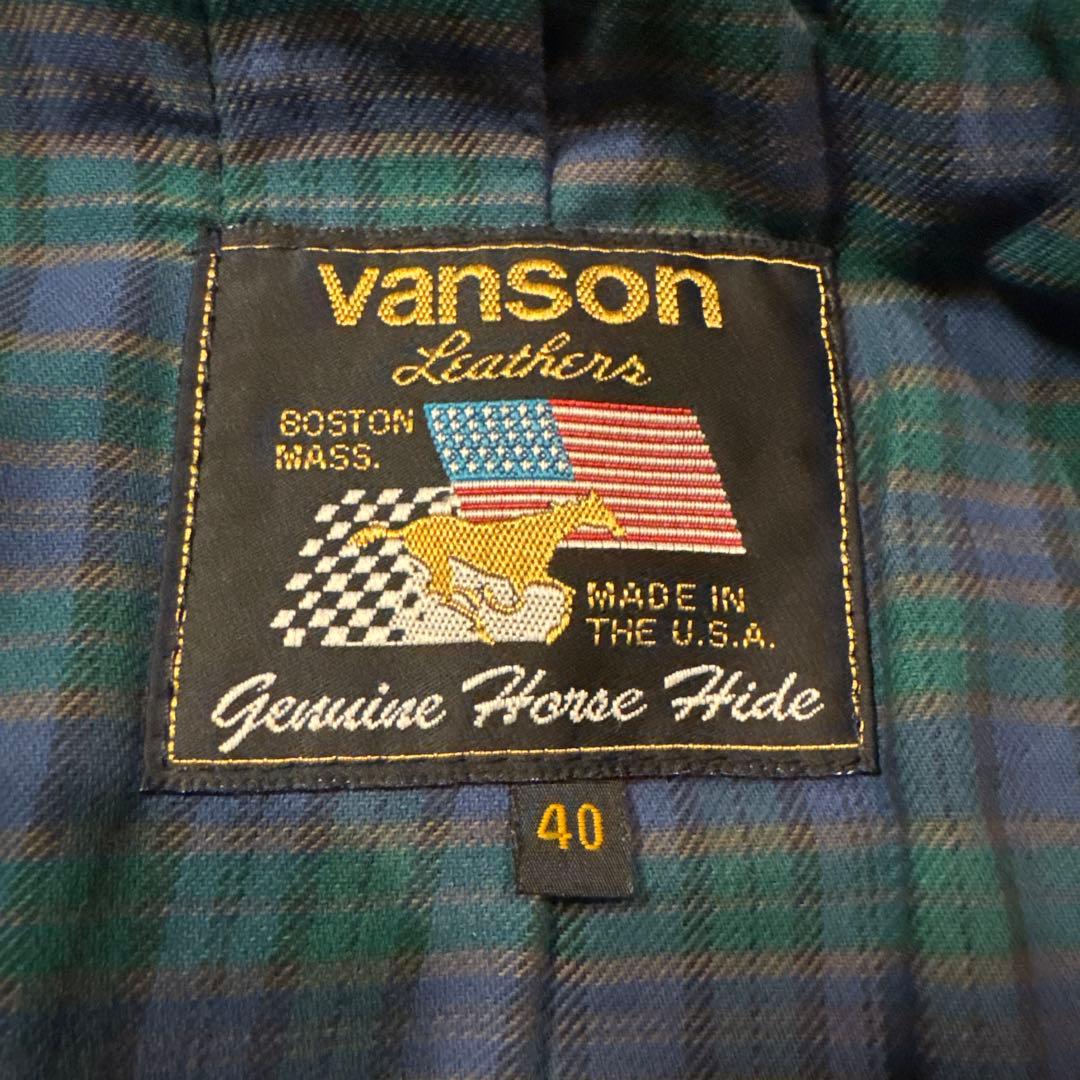 vanson
Leathers
BOSTON
MASS.
MADE IN
THE U.S.A.
Genuine Horse Hide
40